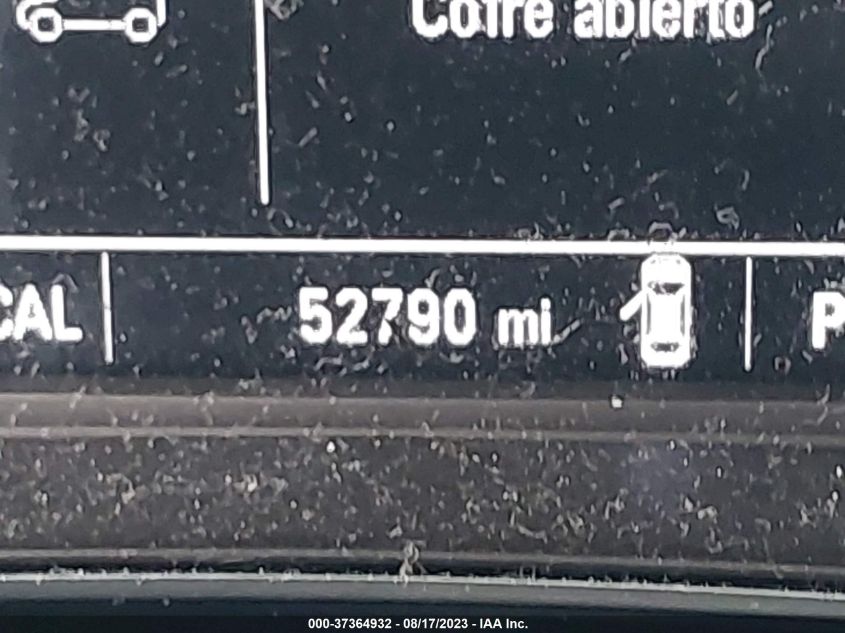 Cofre abierto
CAL 52790 mi P
000-37364932 - 08/17/2023 - IAA Inc.